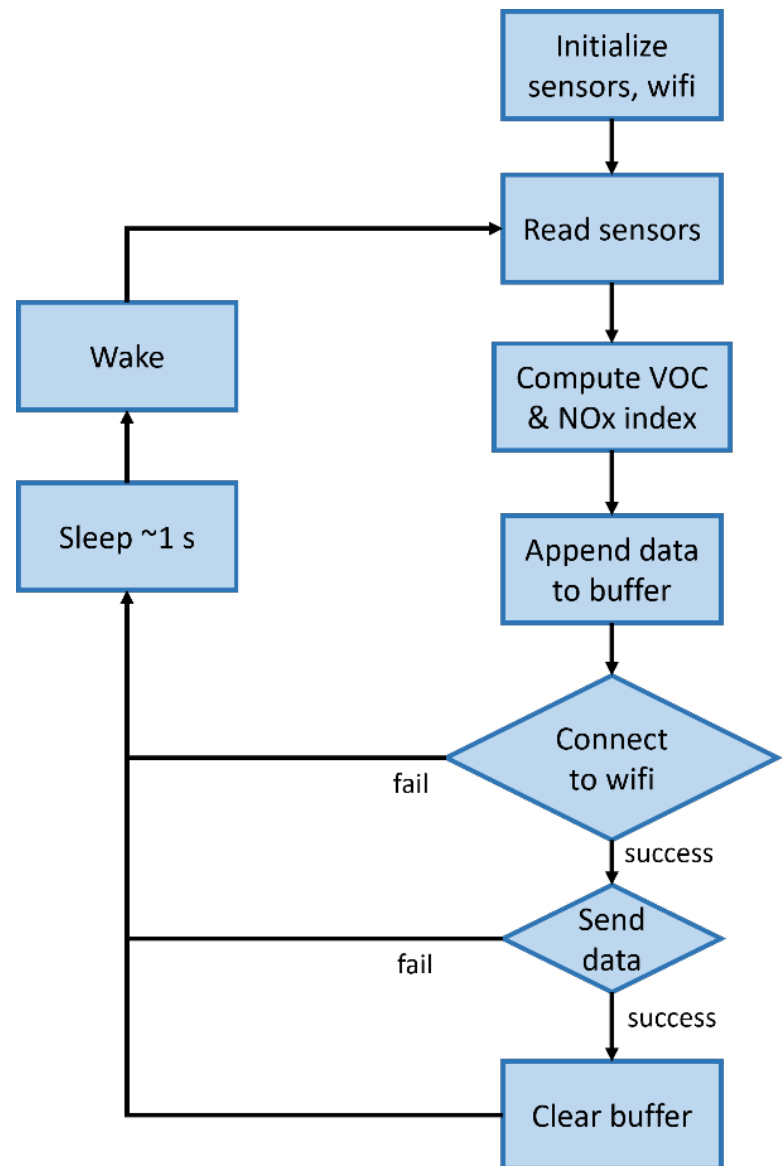 Initialize
sensors, wifi
Read sensors
Wake
Compute VOC
& NOx index
Sleep ~1 s
Append data
to buffer
Connect
to wifi
fail
success
Send
data
fail
success
Clear buffer